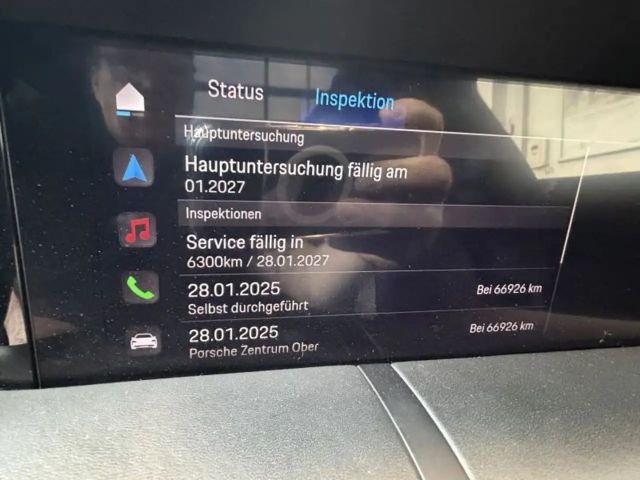 Status
Inspektion
Hauptuntersuchung
Hauptuntersuchung fällig am
01.2027
Inspektionen
Service fällig in
6300km / 28.01.2027
28.01.2025 Bei 66926 km
Selbst durchgeführt
28.01.2025 Bei 66926 km
Porsche Zentrum Ober